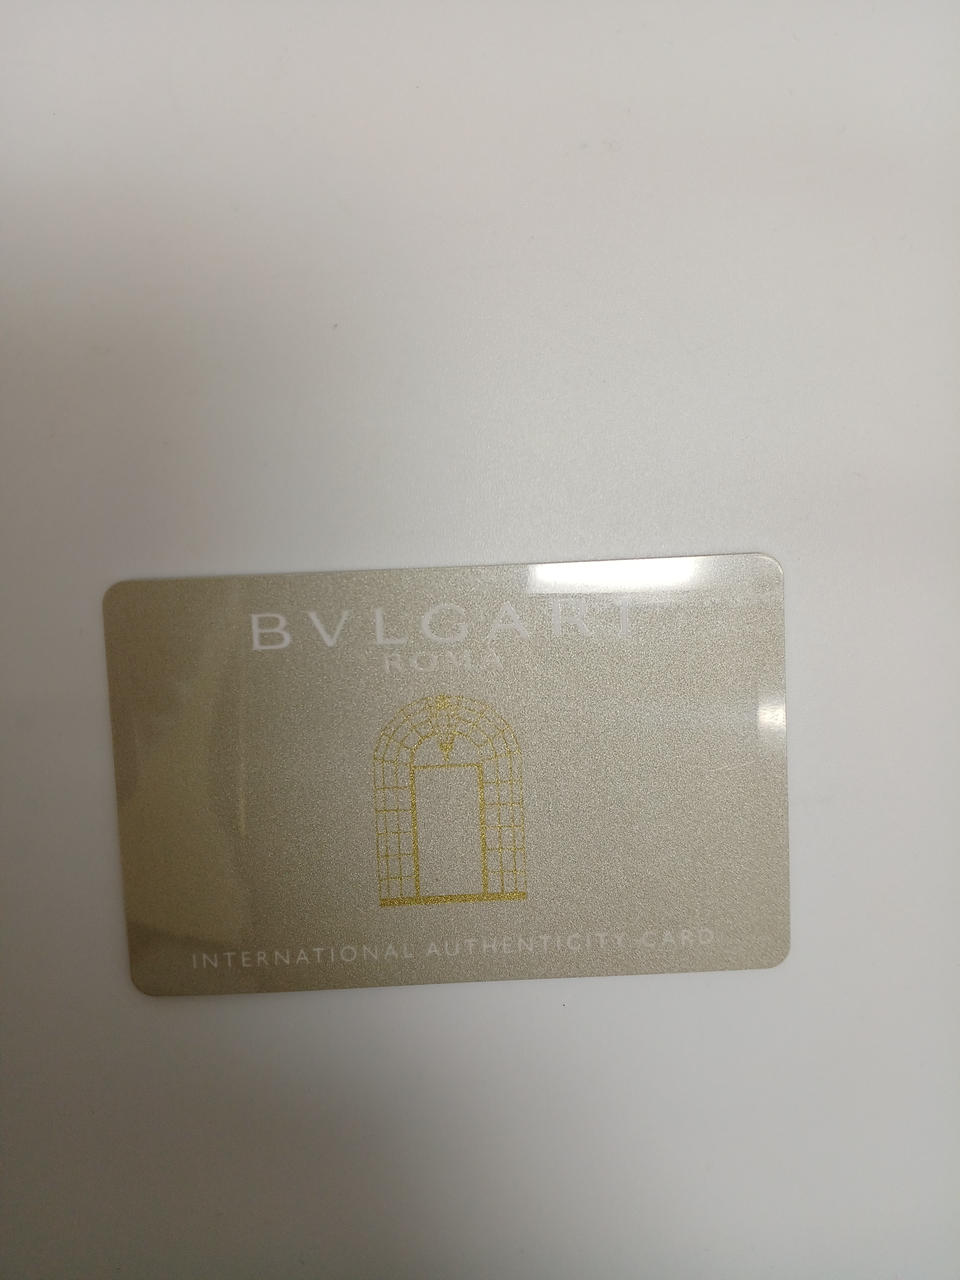 BVLGARI
ROMA
INTERNATIONAL AUTHENTICITY CARD